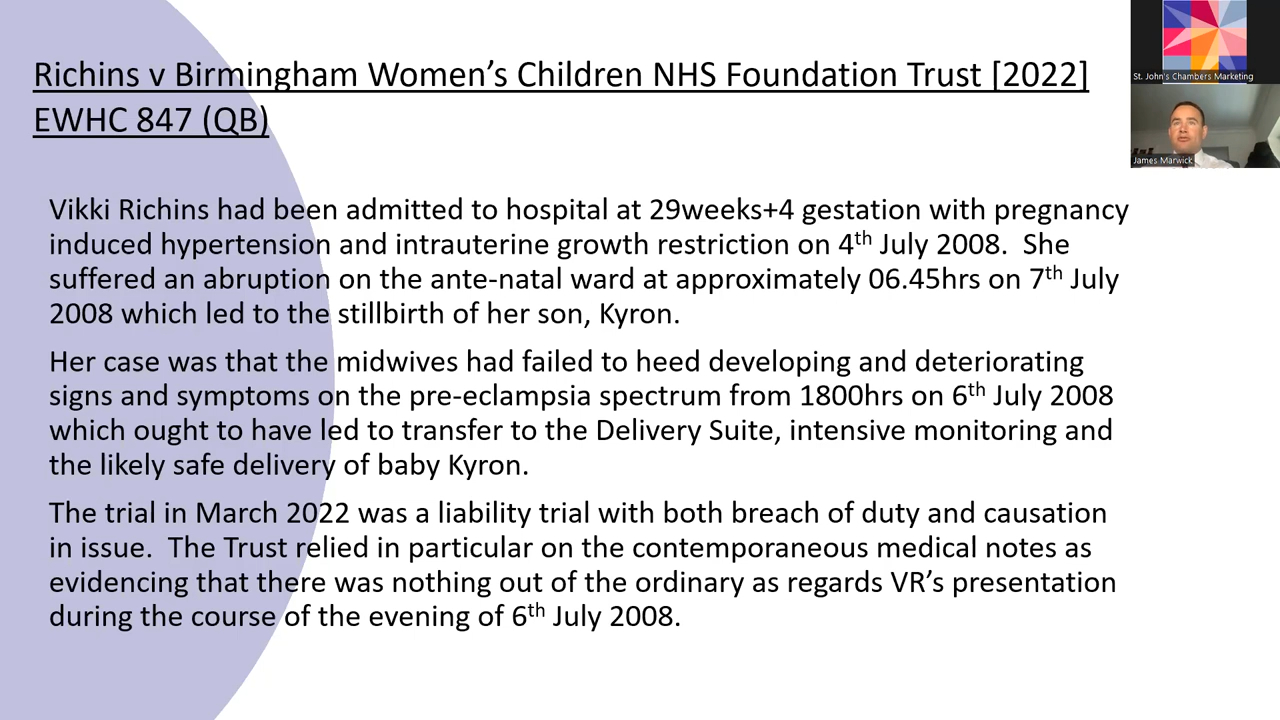 Richins v Birmingham Women’s Children NHS Foundation Trust [2022]
EWHC 847 (QB)
St. John's Chambers Marketing
James Marwick
Vikki Richins had been admitted to hospital at 29weeks+4 gestation with pregnancy
induced hypertension and intrauterine growth restriction on 4th July 2008.  She
suffered an abruption on the ante-natal ward at approximately 06.45hrs on 7th July
2008 which led to the stillbirth of her son, Kyron.
Her case was that the midwives had failed to heed developing and deteriorating
signs and symptoms on the pre-eclampsia spectrum from 1800hrs on 6th July 2008
which ought to have led to transfer to the Delivery Suite, intensive monitoring and
the likely safe delivery of baby Kyron.
The trial in March 2022 was a liability trial with both breach of duty and causation
in issue.  The Trust relied in particular on the contemporaneous medical notes as
evidencing that there was nothing out of the ordinary as regards VR’s presentation
during the course of the evening of 6th July 2008.